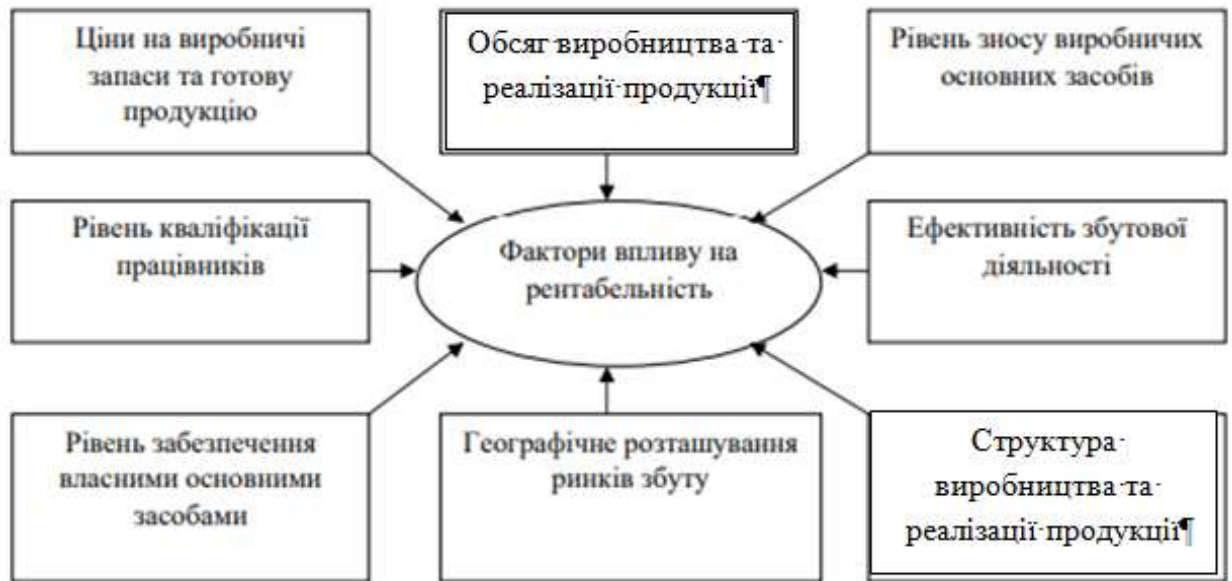 Ціни на виробничі
запаси та готову
продукцію
Обсяг·виробництва·та·
реалізації·продукції¶
Рівень зносу виробничих
основних засобів
Рівень кваліфікації
працівників
Фактори впливу на
рентабельність
Ефективність збутової
діяльності
Рівень забезпечення
власними основними
засобами
Географічне розташування
ринків збуту
Структура·
виробництва·та·
реалізації·продукції¶